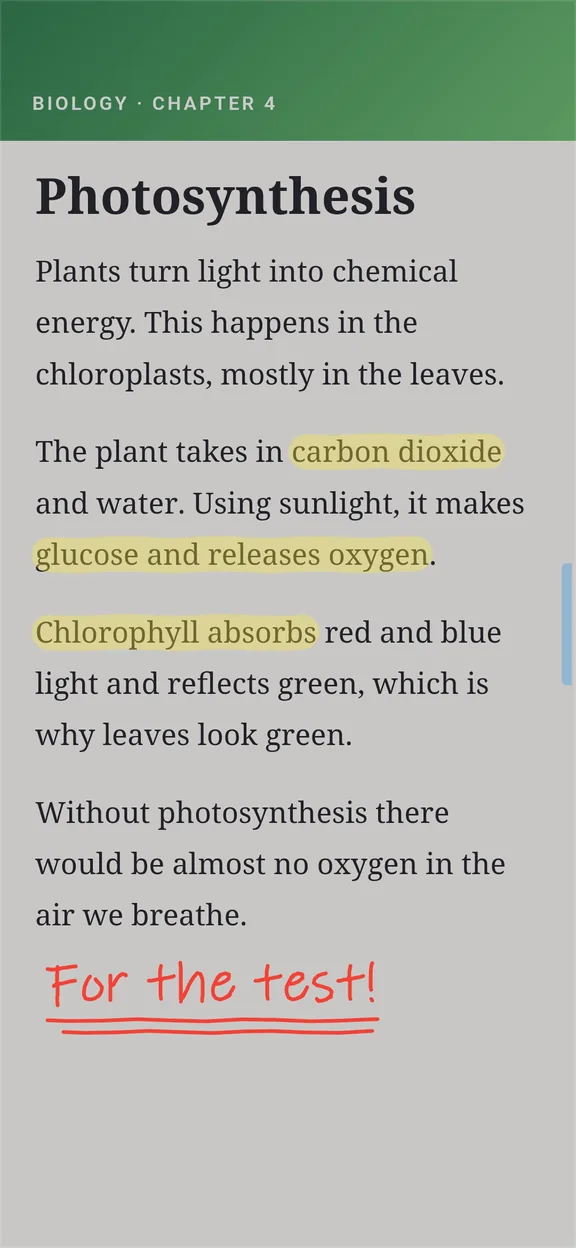 BIOLOGY · CHAPTER 4
Photosynthesis
Plants turn light into chemical
energy. This happens in the
chloroplasts, mostly in the leaves.
The plant takes in carbon dioxide
and water. Using sunlight, it makes
glucose and releases oxygen.
Chlorophyll absorbs red and blue
light and reflects green, which is
why leaves look green.
Without photosynthesis there
would be almost no oxygen in the
air we breathe.
For the test!